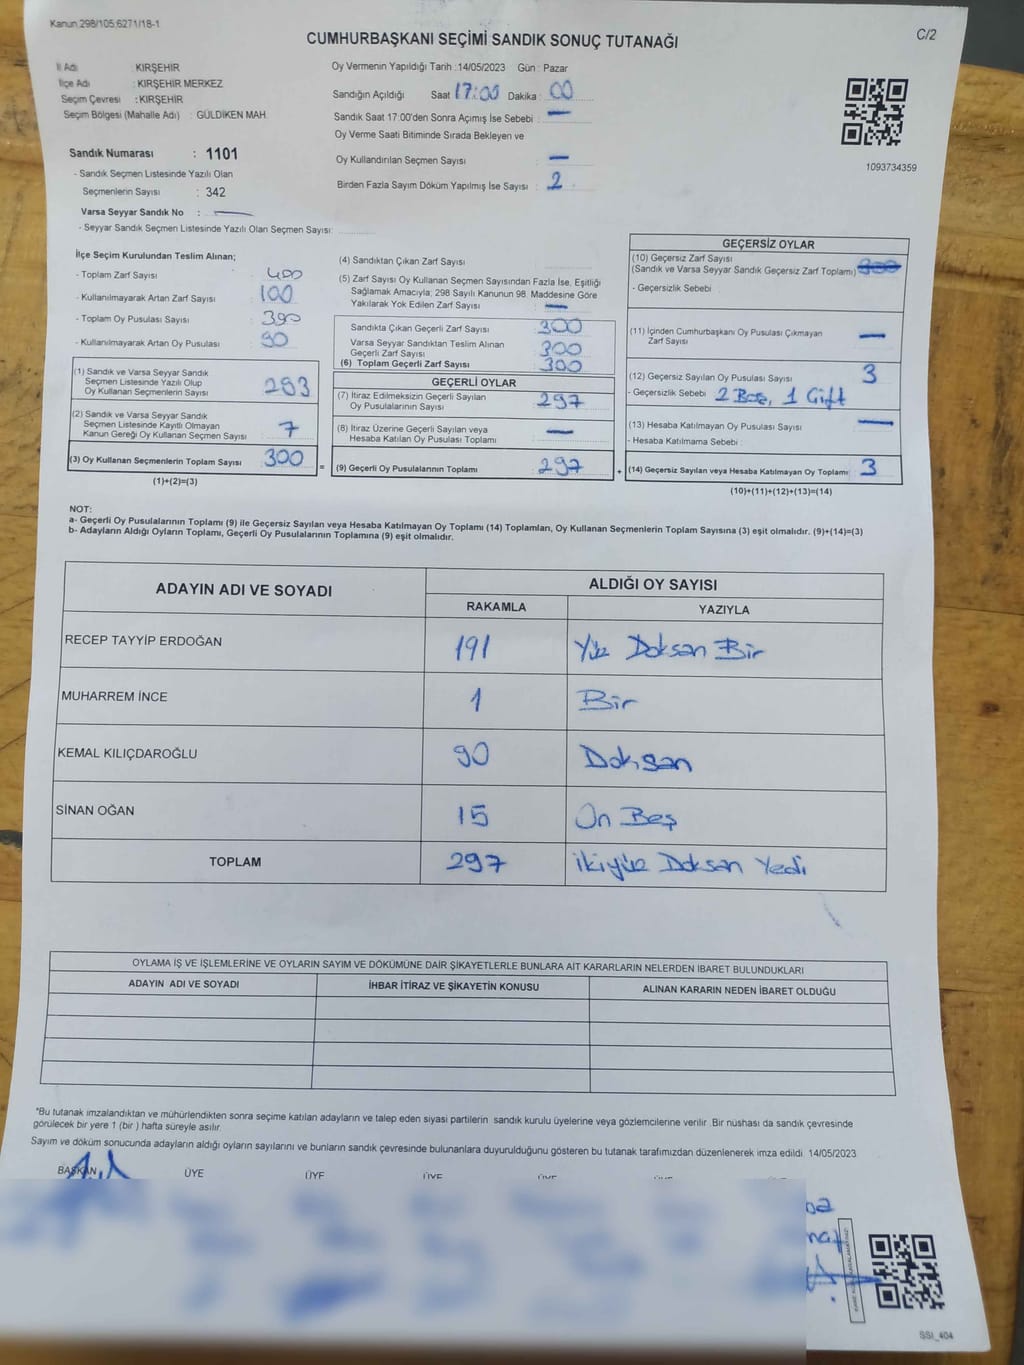 Kanun 298/105;6271/18-1
C/2
CUMHURBAŞKANI SEÇİMİ SANDIK SONUÇ TUTANAĞI
İl Adı : KIRŞEHİR
İlçe Adı : KIRŞEHİR MERKEZ
Seçim Çevresi : KIRŞEHİR
Seçim Bölgesi (Mahalle Adı) : GÜLDİKEN MAH.
Oy Vermenin Yapıldığı Tarih :14/05/2023 Gün : Pazar
Sandığın Açıldığı Saat 17:00 Dakika : 00
Sandık Saat 17:00'den Sonra Açımış İse Sebebi : —
Oy Verme Saati Bitiminde Sırada Bekleyen ve
Oy Kullandırılan Seçmen Sayısı : —
Birden Fazla Sayım Döküm Yapılmış İse Sayısı : 2
1093734359
Sandık Numarası : 1101
- Sandık Seçmen Listesinde Yazılı Olan
Seçmenlerin Sayısı : 342
Varsa Seyyar Sandık No : —
- Seyyar Sandık Seçmen Listesinde Yazılı Olan Seçmen Sayısı:
İlçe Seçim Kurulundan Teslim Alınan;
- Toplam Zarf Sayısı : 400
- Kullanılmayarak Artan Zarf Sayısı : 100
- Toplam Oy Pusulası Sayısı : 390
- Kullanılmayarak Artan Oy Pusulası : 90
(1) Sandık ve Varsa Seyyar Sandık
Seçmen Listesinde Yazılı Olup
Oy Kullanan Seçmenlerin Sayısı 293
(2) Sandık ve Varsa Seyyar Sandık
Seçmen Listesinde Kayıtlı Olmayan
Kanun Gereği Oy Kullanan Seçmen Sayısı 7
(3) Oy Kullanan Seçmenlerin Toplam Sayısı 300
(1)+(2)=(3)
=
(4) Sandıktan Çıkan Zarf Sayısı
(5) Zarf Sayısı Oy Kullanan Seçmen Sayısından Fazla İse, Eşitliği
Sağlamak Amacıyla; 298 Sayılı Kanunun 98. Maddesine Göre
Yakılarak Yok Edilen Zarf Sayısı : —
Sandıkta Çıkan Geçerli Zarf Sayısı 300
Varsa Seyyar Sandıktan Teslim Alınan
Geçerli Zarf Sayısı 300
(6) Toplam Geçerli Zarf Sayısı 300
GEÇERLİ OYLAR
(7) İtiraz Edilmeksizin Geçerli Sayılan
Oy Pusulalarının Sayısı 297
(8) İtiraz Üzerine Geçerli Sayılan veya
Hesaba Katılan Oy Pusulası Toplamı —
(9) Geçerli Oy Pusulalarının Toplamı 297
+
GEÇERSİZ OYLAR
(10) Geçersiz Zarf Sayısı
(Sandık ve Varsa Seyyar Sandık Geçersiz Zarf Toplamı)
- Geçersizlik Sebebi :
(11) İçinden Cumhurbaşkanı Oy Pusulası Çıkmayan
Zarf Sayısı —
(12) Geçersiz Sayılan Oy Pusulası Sayısı 3
- Geçersizlik Sebebi : 2 Boş, 1 Çift
(13) Hesaba Katılmayan Oy Pusulası Sayısı —
- Hesaba Katılmama Sebebi :
(14) Geçersiz Sayılan veya Hesaba Katılmayan Oy Toplamı 3
(10)+(11)+(12)+(13)=(14)
NOT:
a- Geçerli Oy Pusulalarının Toplamı (9) ile Geçersiz Sayılan veya Hesaba Katılmayan Oy Toplamı (14) Toplamları, Oy Kullanan Seçmenlerin Toplam Sayısına (3) eşit olmalıdır. (9)+(14)=(3)
b- Adayların Aldığı Oyların Toplamı, Geçerli Oy Pusulalarının Toplamına (9) eşit olmalıdır.
ADAYIN ADI VE SOYADI
ALDIĞI OY SAYISI
RAKAMLA YAZIYLA
RECEP TAYYİP ERDOĞAN 191 Yüz Doksan Bir
MUHARREM İNCE 1 Bir
KEMAL KILIÇDAROĞLU 90 Doksan
SİNAN OĞAN 15 On Beş
TOPLAM 297 ikiyüz Doksan Yedi
OYLAMA İŞ VE İŞLEMLERİNE VE OYLARIN SAYIM VE DÖKÜMÜNE DAİR ŞİKAYETLERLE BUNLARA AİT KARARLARIN NELERDEN İBARET BULUNDUKLARI
ADAYIN ADI VE SOYADI İHBAR İTİRAZ VE ŞİKAYETİN KONUSU ALINAN KARARIN NEDEN İBARET OLDUĞU
"Bu tutanak imzalandıktan ve mühürlendikten sonra seçime katılan adayların ve talep eden siyasi partilerin sandık kurulu üyelerine veya gözlemcilerine verilir. Bir nüshası da sandık çevresinde
görülecek bir yere 1 (bir ) hafta süreyle asılır.
Sayım ve döküm sonucunda adayların aldığı oyların sayılarını ve bunların sandık çevresinde bulunanlara duyurulduğunu gösteren bu tutanak tarafımızdan düzenlenerek imza edildi. 14/05/2023
BAŞKAN ÜYE ÜYE ÜYE
SSI_404